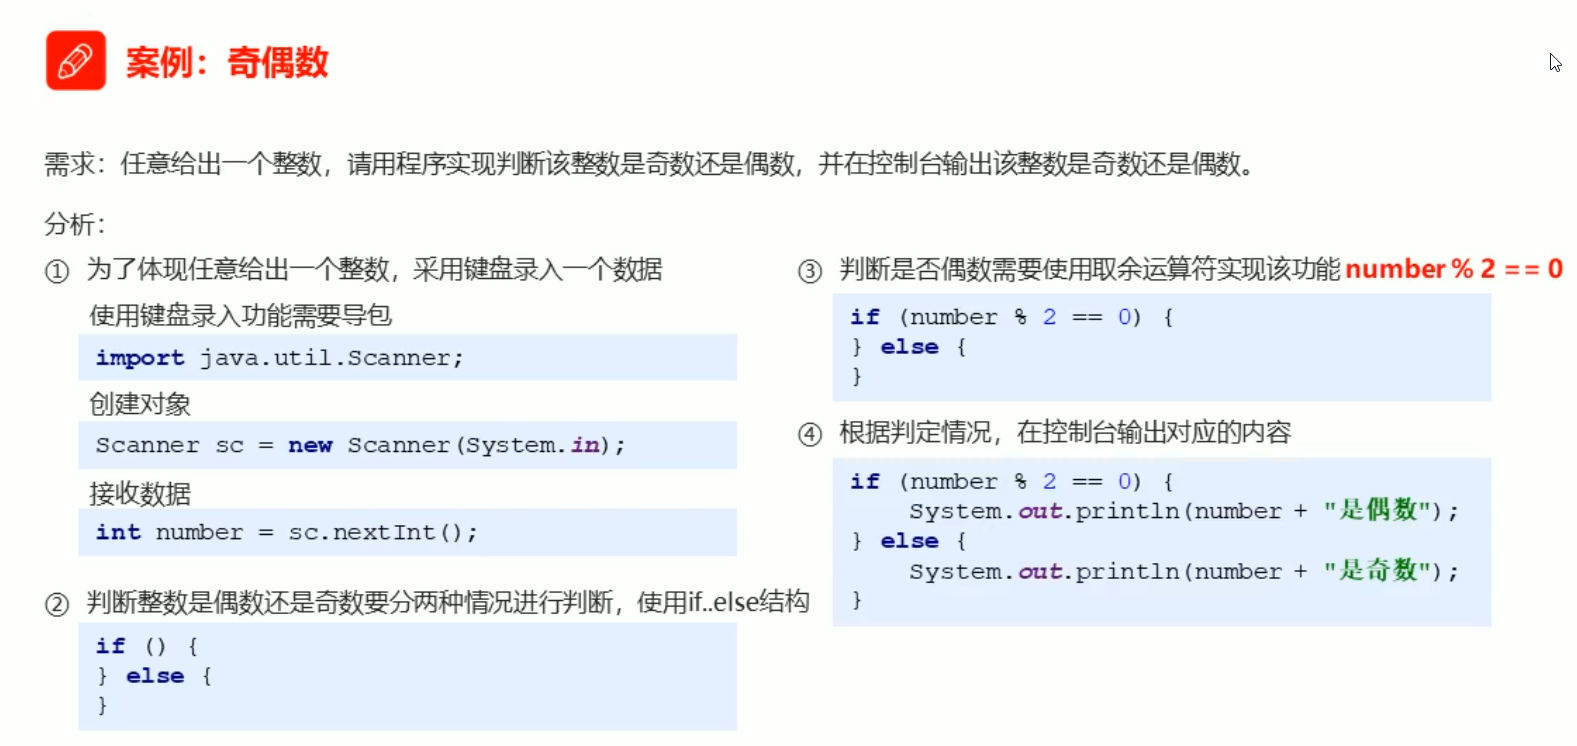 案例：奇偶数
需求：任意给出一个整数，请用程序实现判断该整数是奇数还是偶数，并在控制台输出该整数是奇数还是偶数。
分析：
① 为了体现任意给出一个整数，采用键盘录入一个数据
使用键盘录入功能需要导包
import java.util.Scanner;
创建对象
Scanner sc = new Scanner(System.in);
接收数据
int number = sc.nextInt();
② 判断整数是偶数还是奇数要分两种情况进行判断，使用if..else结构
if () {
} else {
}
③ 判断是否偶数需要使用取余运算符实现该功能 number % 2 == 0
if (number % 2 == 0) {
} else {
}
④ 根据判定情况，在控制台输出对应的内容
if (number % 2 == 0) {
    System.out.println(number + "是偶数");
} else {
    System.out.println(number + "是奇数");
}